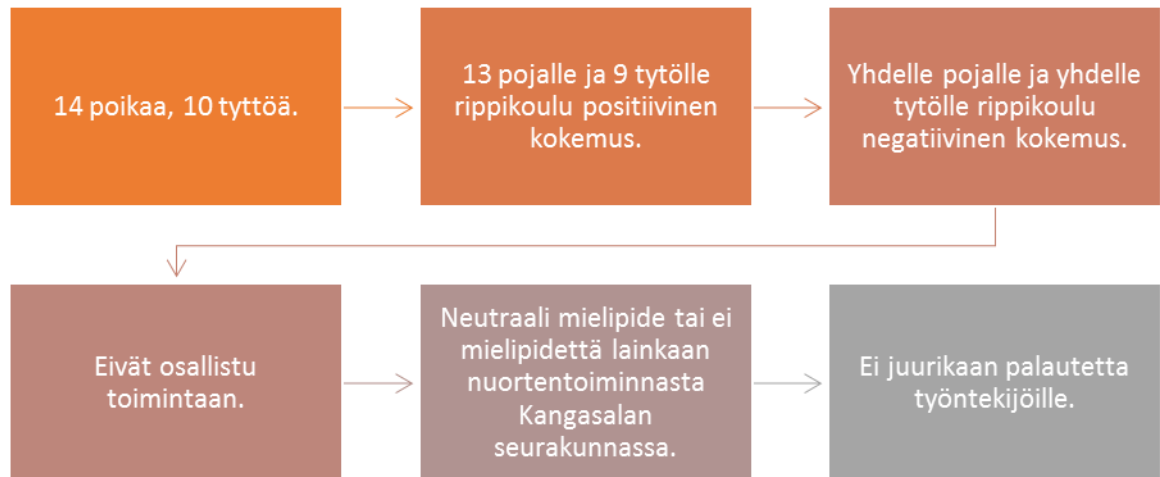 14 poikaa, 10 tyttöä.
13 pojalle ja 9 tytölle
rippikoulu positiivinen
kokemus.
Yhdelle pojalle ja yhdelle
tytölle rippikoulu
negatiivinen kokemus.
Eivät osallistu
toimintaan.
Neutraali mielipide tai ei
mielipidettä lainkaan
nuortentoiminnasta
Kangasalan
seurakunnassa.
Ei juurikaan palautetta
työntekijöille.